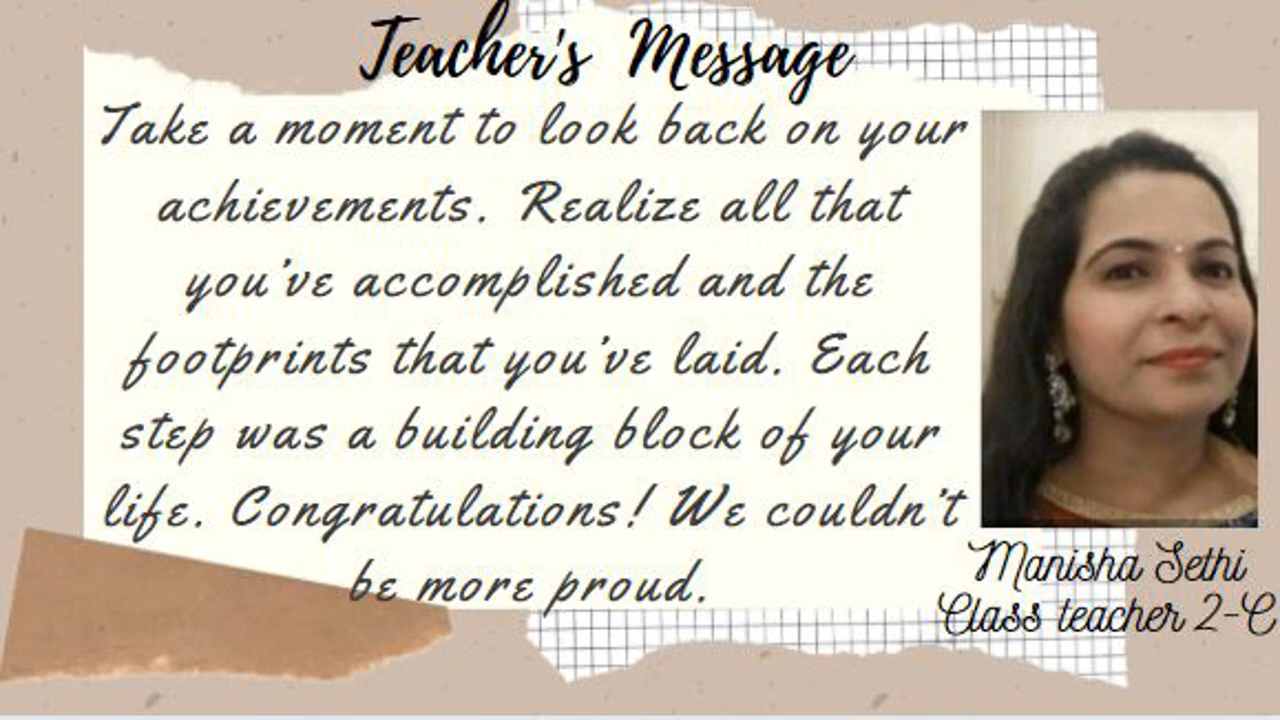 Teacher's Message
Take a moment to look back on your
achievements. Realize all that
you've accomplished and the
footprints that you've laid. Each
step was a building block of your
life. Congratulations! We couldn't
be more proud.
Manisha Sethi
Class teacher 2-C